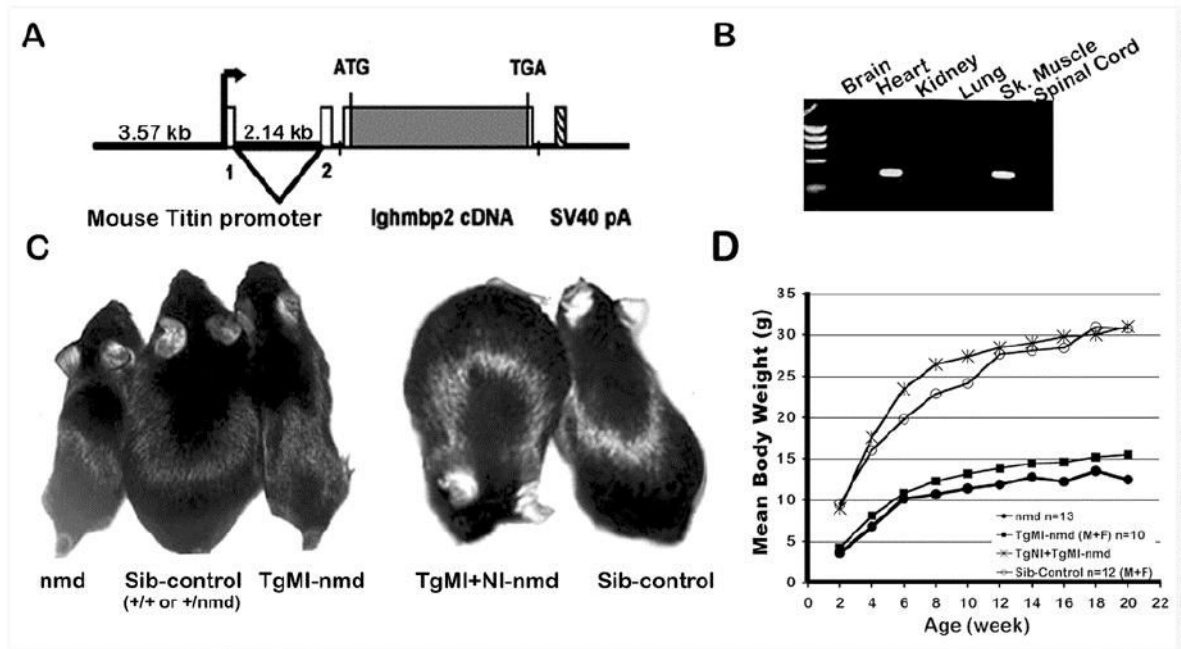 A
ATG
TGA
3.57 kb
2.14 kb
1
2
Mouse Titin promoter
Ighmbp2 cDNA
SV40 pA
B
Brain
Heart
Kidney
Lung
Sk. Muscle
Spinal Cord
C
nmd
Sib-control
(+/+ or +/nmd)
TgMI-nmd
TgMI+NI-nmd
Sib-control
D
Mean Body Weight (g)
35
30
25
20
15
10
5
0
nmd n=13
TgMI-nmd (M+F) n=10
TgNI+TgMI-nmd
Sib-Control n=12 (M+F)
0 2 4 6 8 10 12 14 16 18 20 22
Age (week)